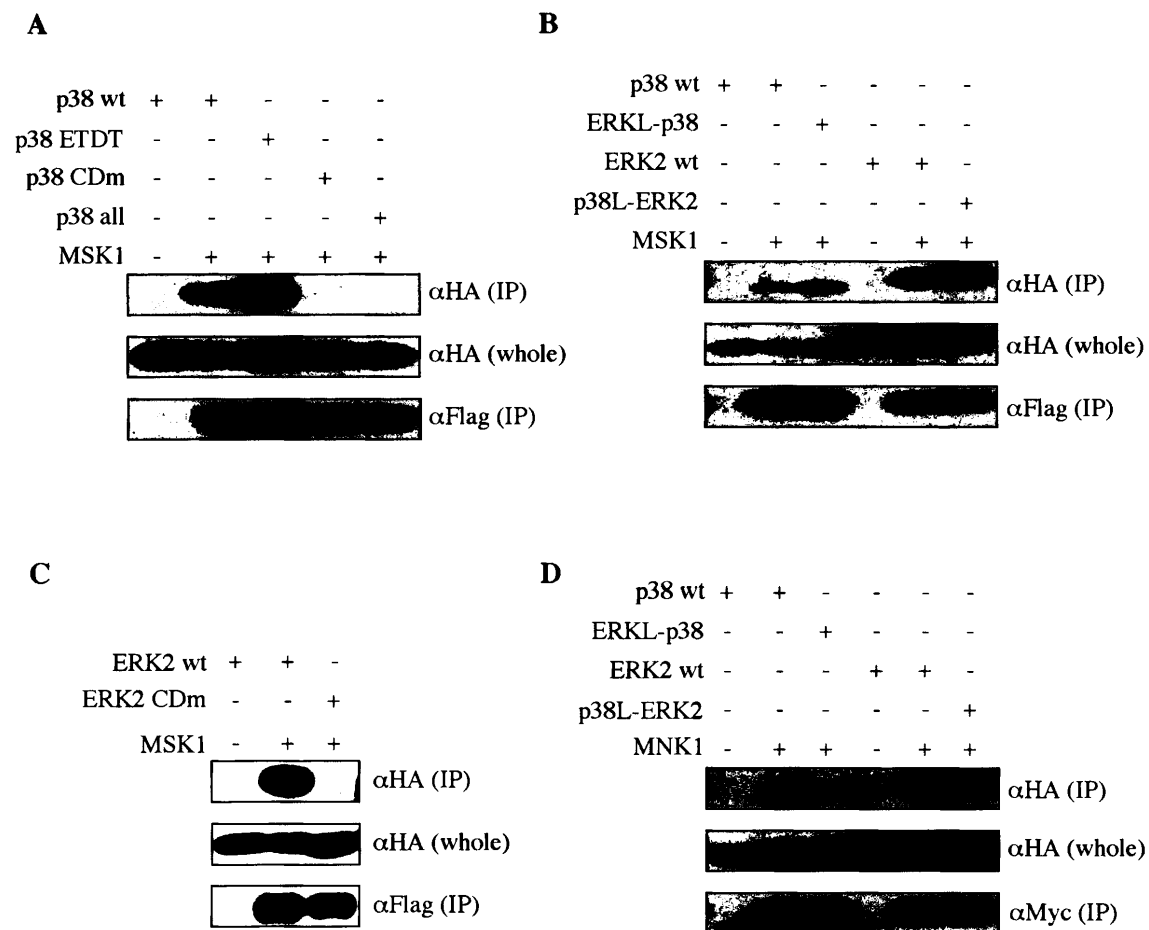 A
p38 wt + + - - -
p38 ETDT - - + - -
p38 CDm - - - + -
p38 all - - - - +
MSK1 - + + + +
αHA (IP)
αHA (whole)
αFlag (IP)
B
p38 wt + + - - - -
ERKL-p38 - - + - - -
ERK2 wt - - - + + -
p38L-ERK2 - - - - - +
MSK1 - + + - + +
αHA (IP)
αHA (whole)
αFlag (IP)
C
ERK2 wt + + -
ERK2 CDm - - +
MSK1 - + +
αHA (IP)
αHA (whole)
αFlag (IP)
D
p38 wt + + - - - -
ERKL-p38 - - + - - -
ERK2 wt - - - + + -
p38L-ERK2 - - - - - +
MNK1 - + + - + +
αHA (IP)
αHA (whole)
αMyc (IP)